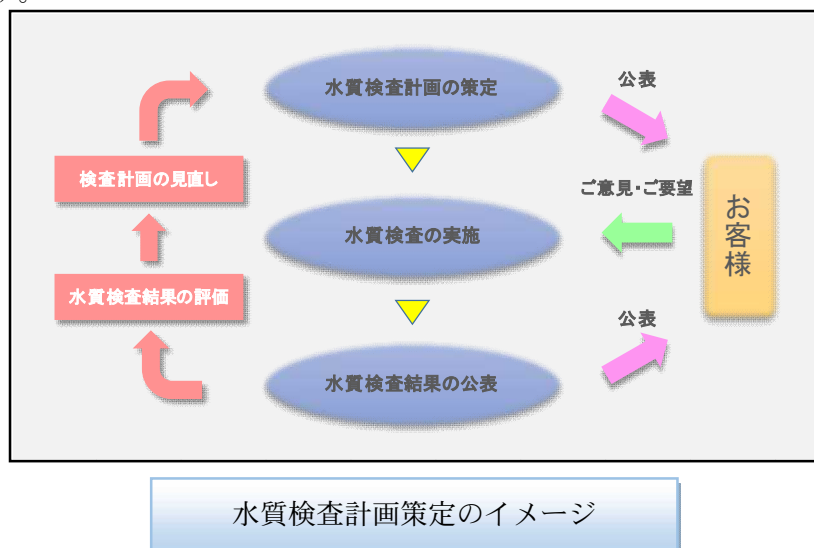 。
水質検査計画の策定
公表
検査計画の見直し
ご意見・ご要望
お客様
水質検査の実施
水質検査結果の評価
公表
水質検査結果の公表
水質検査計画策定のイメージ